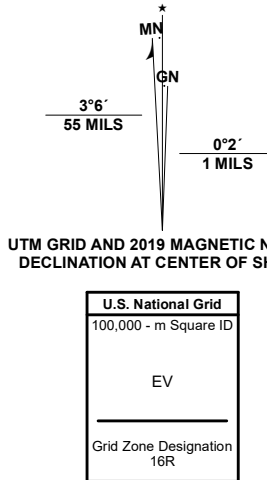 ★
MN
GN
3°6´
55 MILS
0°2´
1 MILS
UTM GRID AND 2019 MAGNETIC
DECLINATION AT CENTER OF
U.S. National Grid
100,000 - m Square ID
EV
Grid Zone Designation
16R